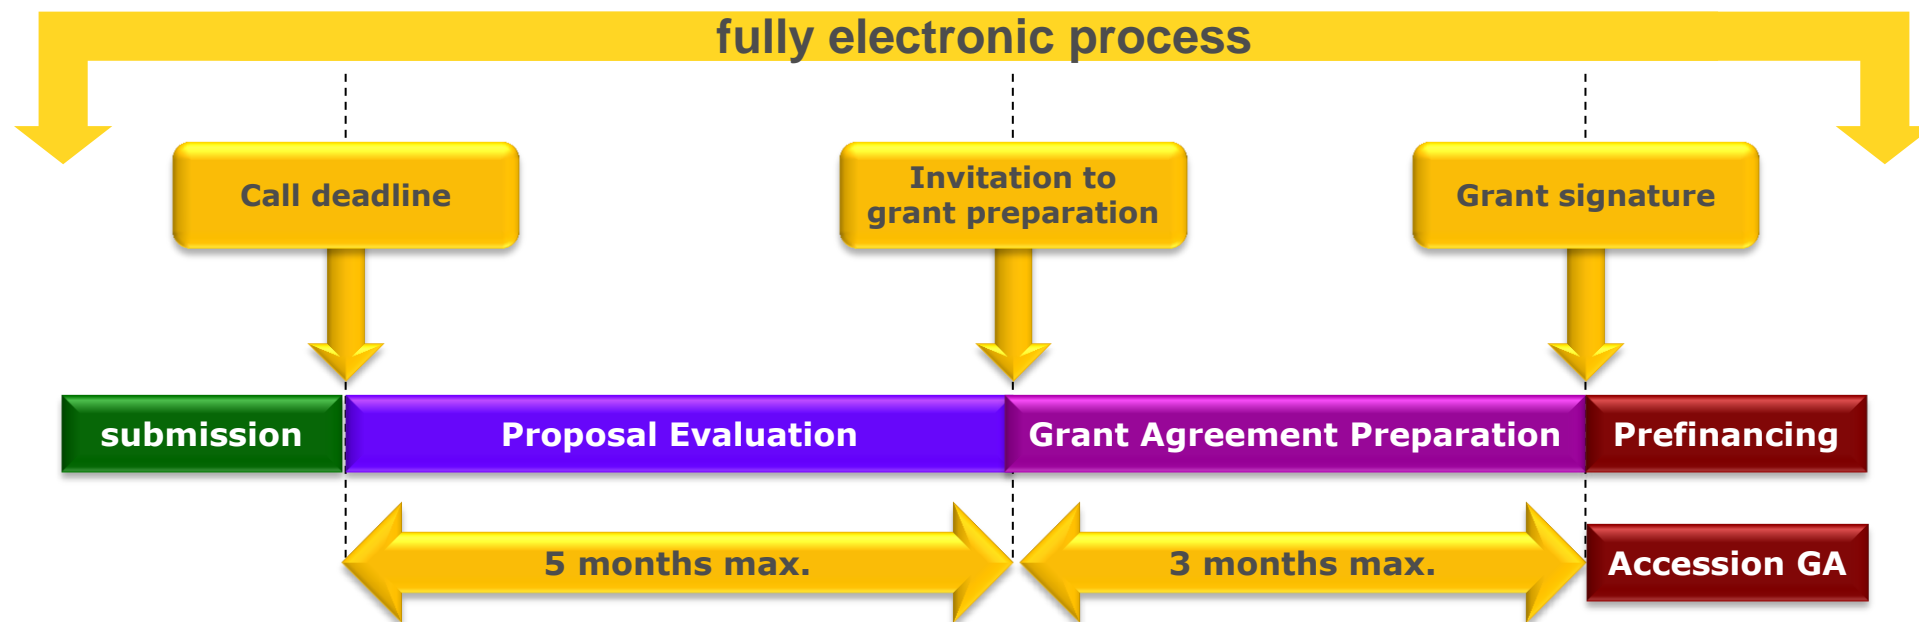 fully electronic process
Call deadline
Invitation to
grant preparation
Grant signature
submission
Proposal Evaluation
Grant Agreement Preparation
Prefinancing
5 months max.
3 months max.
Accession GA